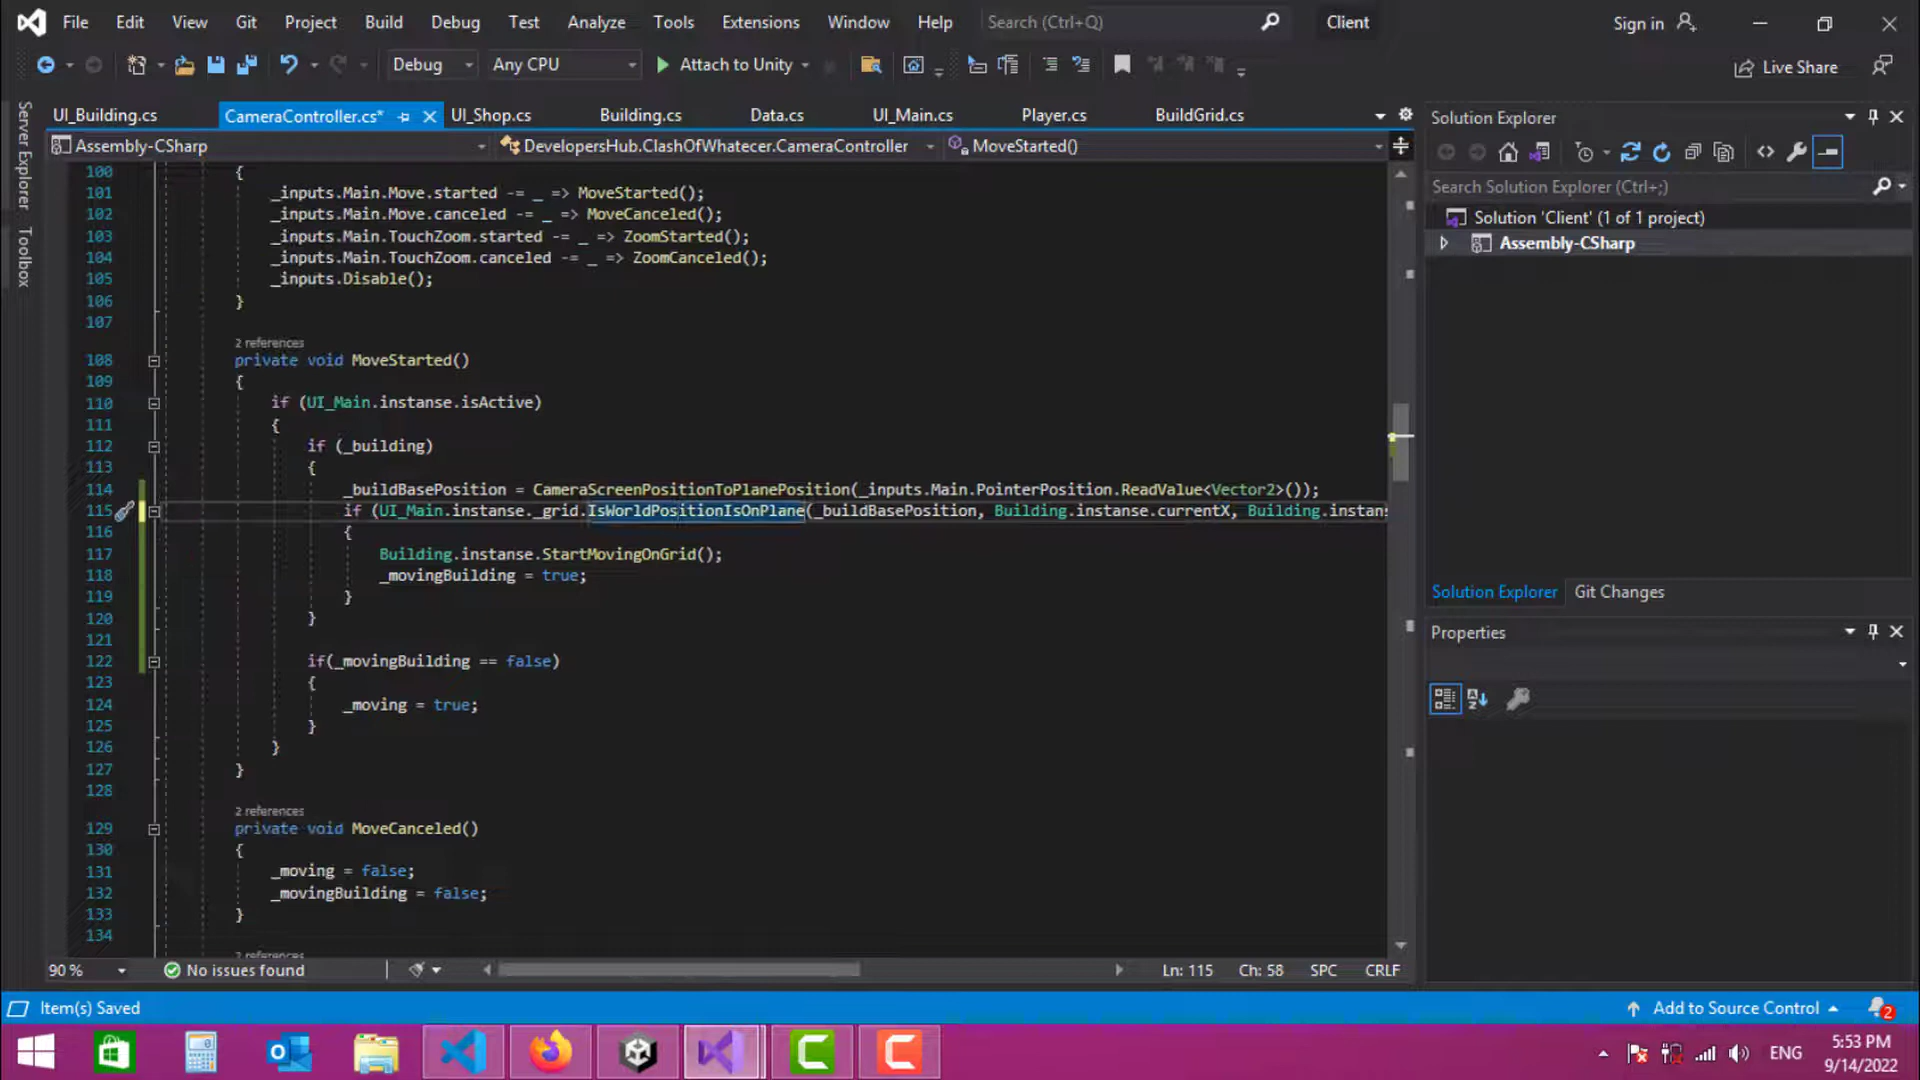 File Edit View Git Project Build Debug Test Analyze Tools Extensions Window Help Search (Ctrl+Q) Client Sign in
Debug Any CPU Attach to Unity Live Share
Server Explorer
Toolbox
UI_Building.cs CameraController.cs* UI_Shop.cs Building.cs Data.cs UI_Main.cs Player.cs BuildGrid.cs
Assembly-CSharp DevelopersHub.ClashOfWhatecer.CameraController MoveStarted()
100 {
101 _inputs.Main.Move.started -= _ => MoveStarted();
102 _inputs.Main.Move.canceled -= _ => MoveCanceled();
103 _inputs.Main.TouchZoom.started -= _ => ZoomStarted();
104 _inputs.Main.TouchZoom.canceled -= _ => ZoomCanceled();
105 _inputs.Disable();
106 }
107
2 references
108 private void MoveStarted()
109 {
110 if (UI_Main.instanse.isActive)
111 {
112 if (_building)
113 {
114 _buildBasePosition = CameraScreenPositionToPlanePosition(_inputs.Main.PointerPosition.ReadValue<Vector2>());
115 if (UI_Main.instanse._grid.IsWorldPositionIsOnPlane(_buildBasePosition, Building.instanse.currentX, Building.instans
116 {
117 Building.instanse.StartMovingOnGrid();
118 _movingBuilding = true;
119 }
120 }
121
122 if(_movingBuilding == false)
123 {
124 _moving = true;
125 }
126 }
127 }
128
2 references
129 private void MoveCanceled()
130 {
131 _moving = false;
132 _movingBuilding = false;
133 }
134
2 references
90 % No issues found Ln: 115 Ch: 58 SPC CRLF
Solution Explorer
Search Solution Explorer (Ctrl+;)
Solution 'Client' (1 of 1 project)
Assembly-CSharp
Solution Explorer Git Changes
Properties
Item(s) Saved Add to Source Control 2
ENG 5:53 PM
9/14/2022